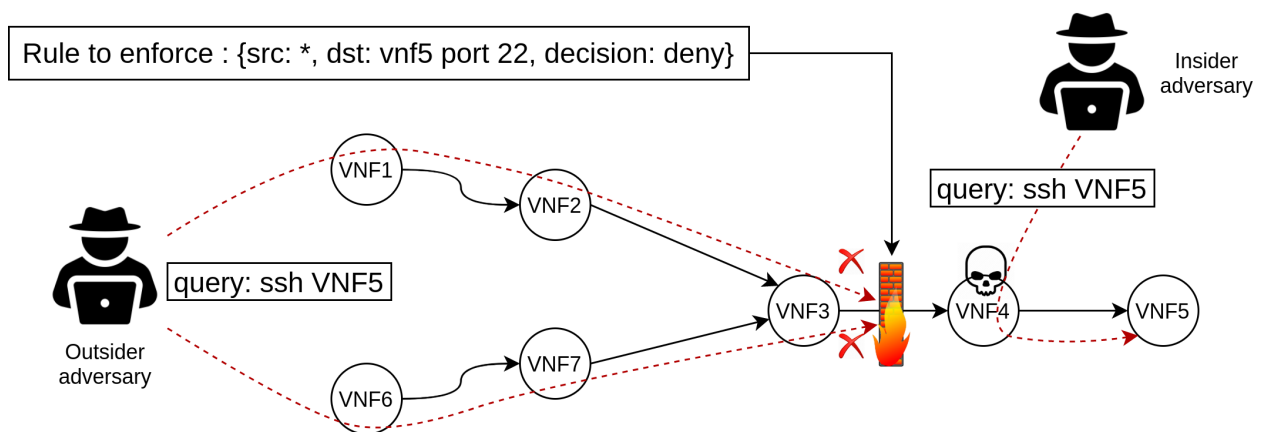 Rule to enforce : {src: *, dst: vnf5 port 22, decision: deny}
Insider
adversary
query: ssh VNF5
VNF1
VNF2
query: ssh VNF5
Outsider
adversary
VNF3
VNF4
VNF5
VNF7
VNF6